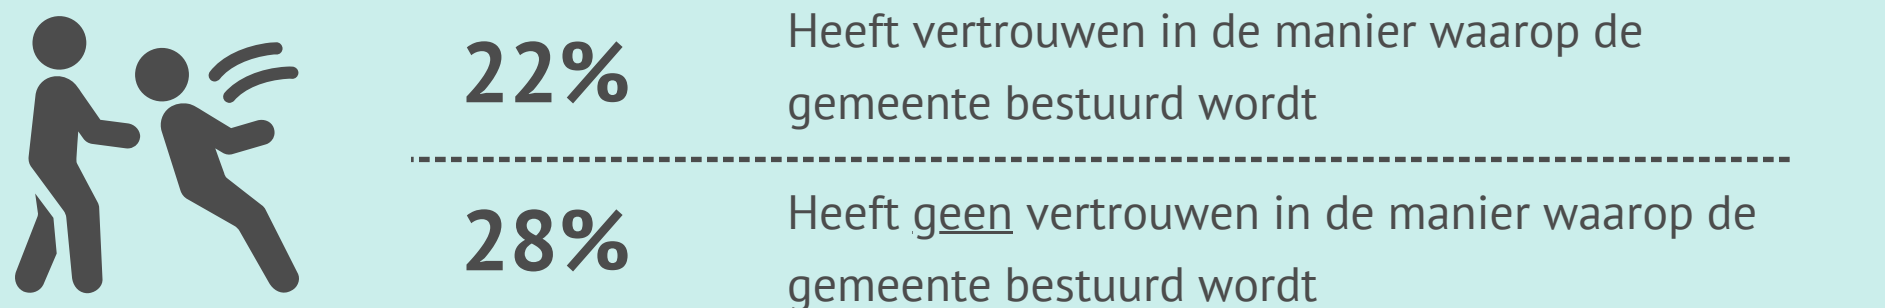 22%
Heeft vertrouwen in de manier waarop de
gemeente bestuurd wordt
28%
Heeft geen vertrouwen in de manier waarop de
gemeente bestuurd wordt